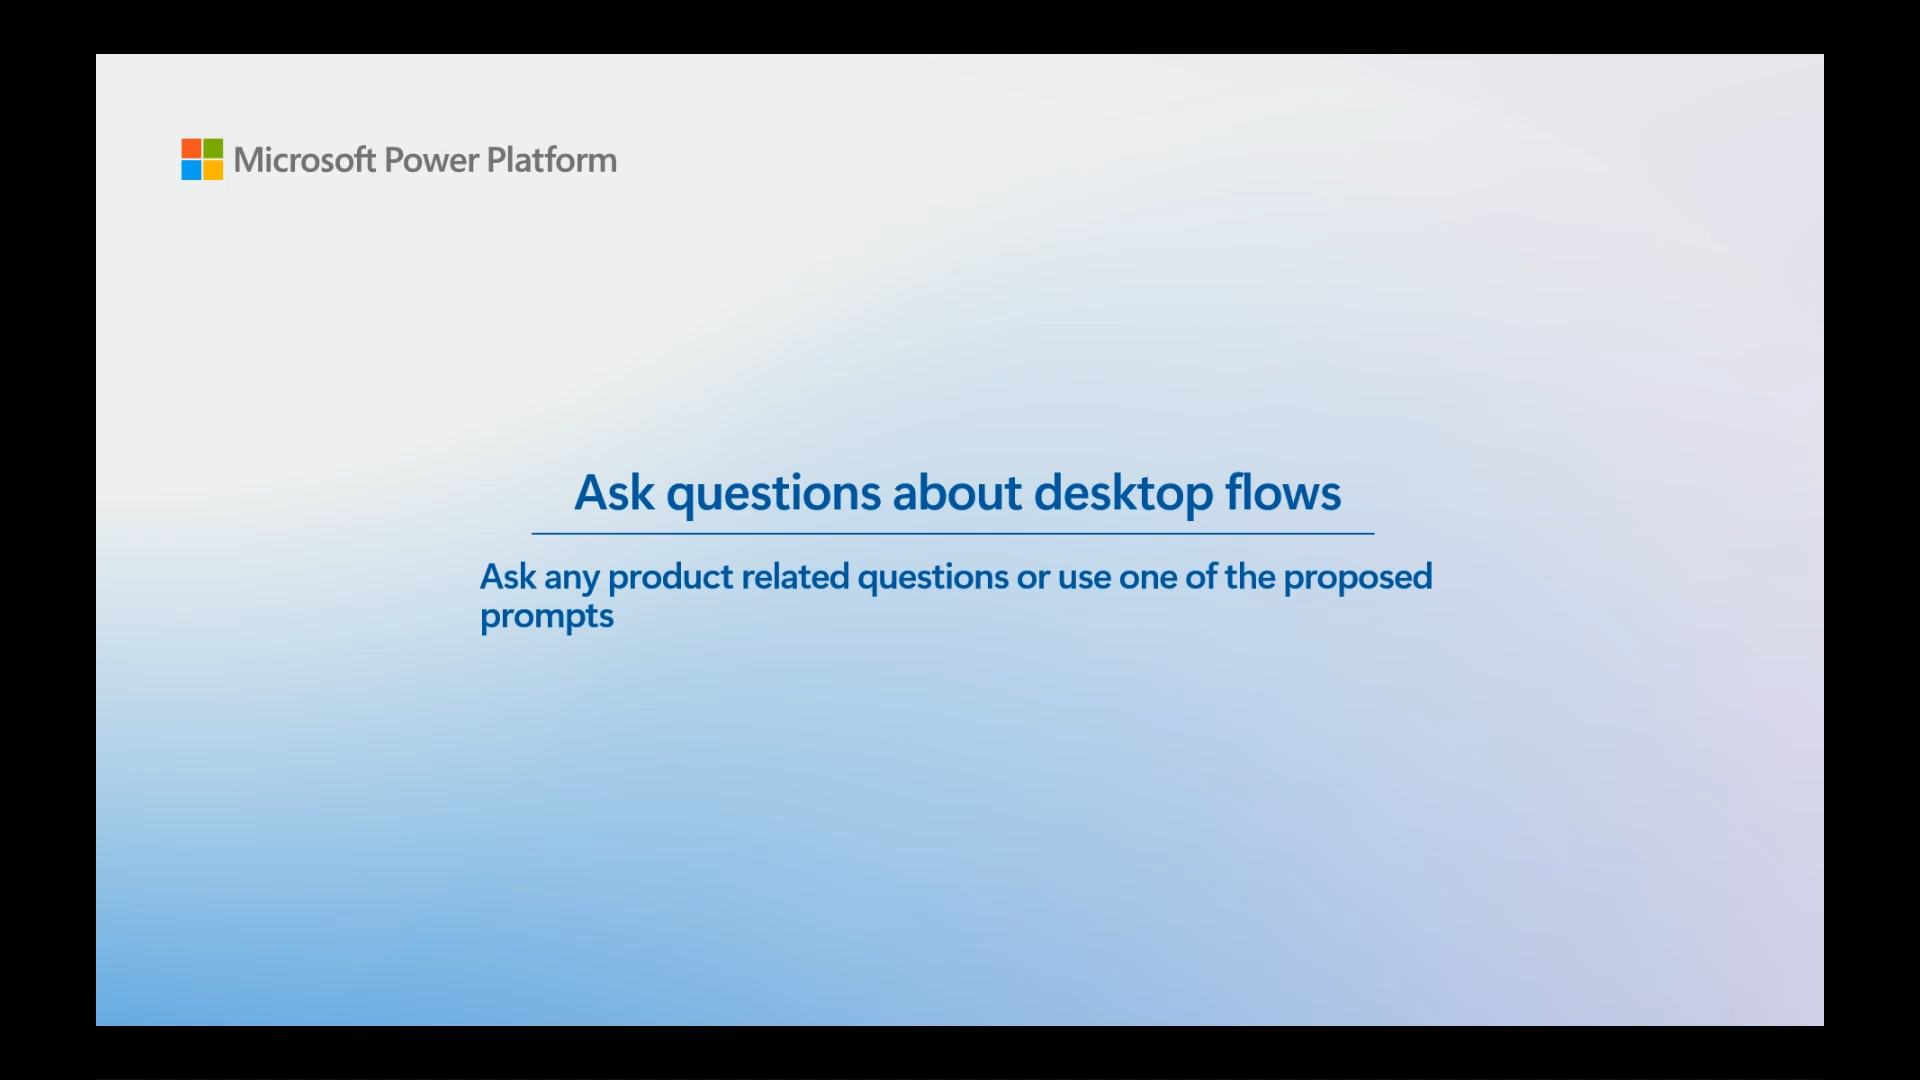 Microsoft Power Platform
Ask questions about desktop flows
Ask any product related questions or use one of the proposed
prompts